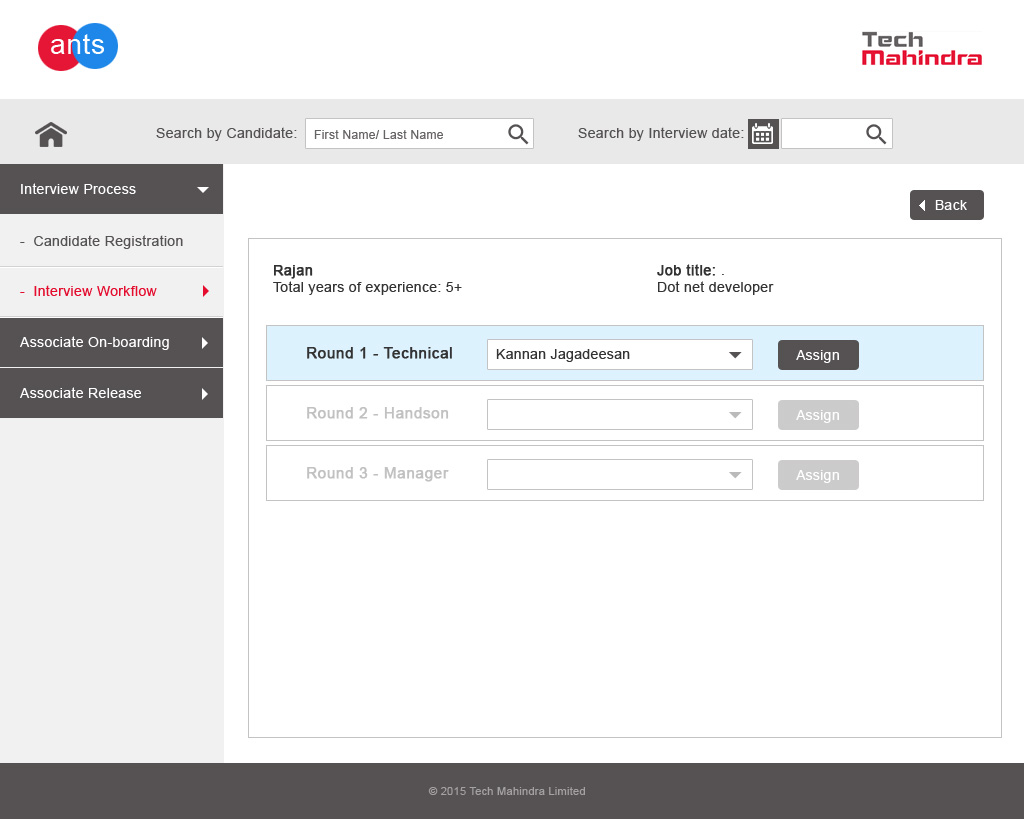 ants
Tech
Mahindra
Search by Candidate: First Name/ Last Name Search by Interview date:
Interview Process
- Candidate Registration
- Interview Workflow
Associate On-boarding
Associate Release
Back
Rajan
Total years of experience: 5+
Job title: .
Dot net developer
Round 1 - Technical Kannan Jagadeesan Assign
Round 2 - Handson Assign
Round 3 - Manager Assign
© 2015 Tech Mahindra Limited